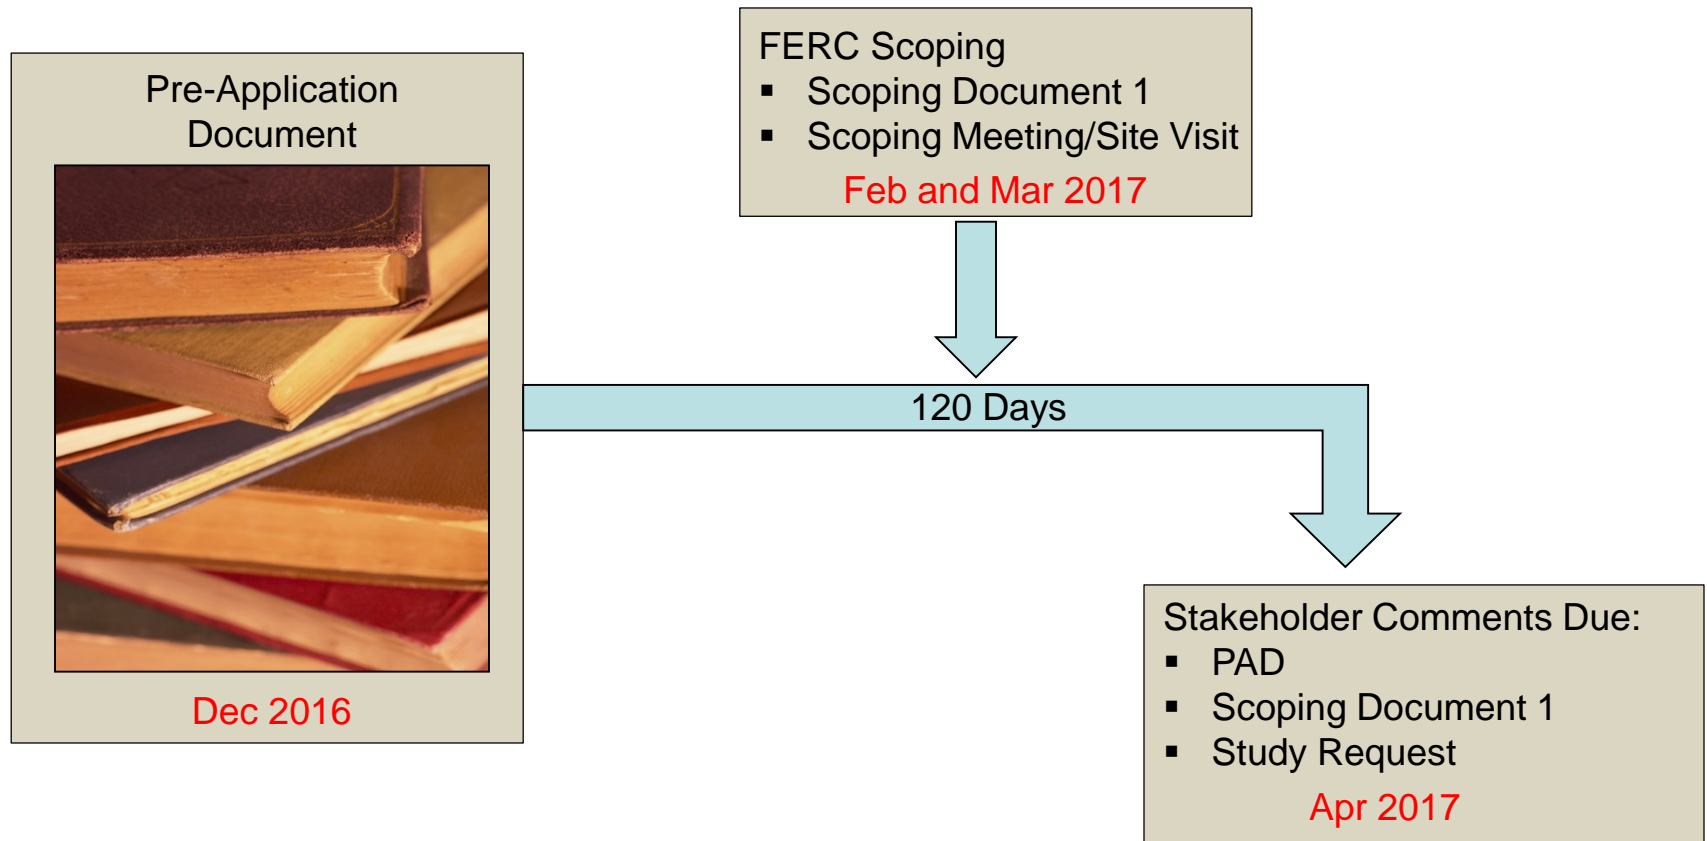 Pre-Application
Document
Dec 2016
FERC Scoping
▪ Scoping Document 1
▪ Scoping Meeting/Site Visit
Feb and Mar 2017
120 Days
Stakeholder Comments Due:
▪ PAD
▪ Scoping Document 1
▪ Study Request
Apr 2017